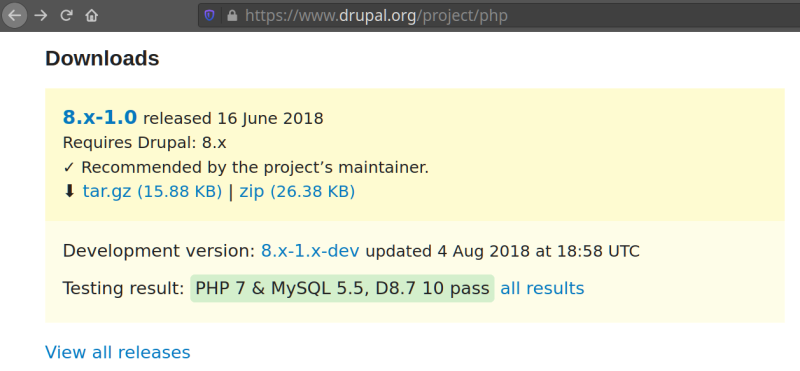 https://www.drupal.org/project/php
Downloads
8.x-1.0 released 16 June 2018
Requires Drupal: 8.x
✓ Recommended by the project’s maintainer.
⬇ tar.gz (15.88 KB) | zip (26.38 KB)
Development version: 8.x-1.x-dev updated 4 Aug 2018 at 18:58 UTC
Testing result: PHP 7 & MySQL 5.5, D8.7 10 pass all results
View all releases